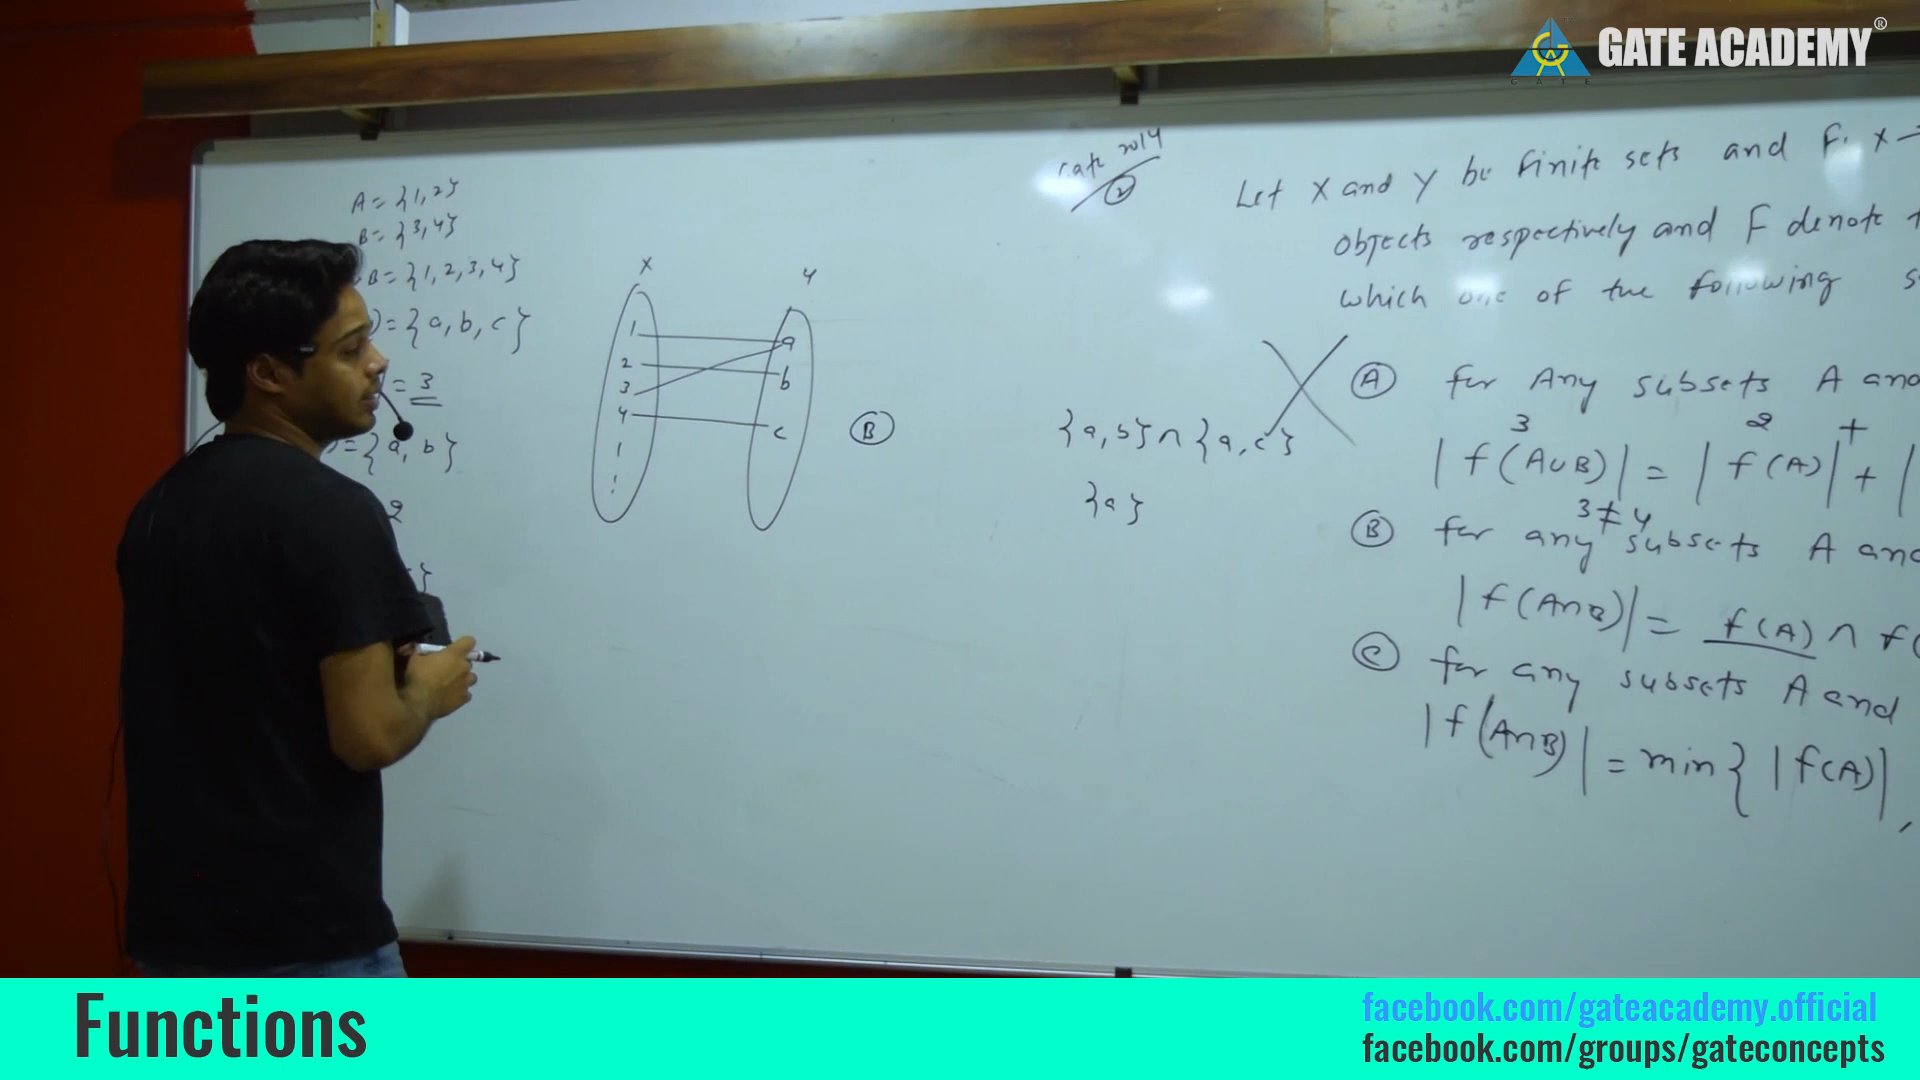 GATE ACADEMY®
GATE
A = {1, 2}
B = {3, 4}
B = {1, 2, 3, 4}
) = {a, b, c}
= 3
) = {a, b}
2
X
Y
1
2
3
4
a
b
c
B
{a, b} ∩ {a, c}
{a}
2014
2
Let X and Y be finite sets and F: X
objects respectively and F denote
which one of the following
A for Any subsets A and
3 2 +
| f(A∪B) | = | f(A) | + |
3 ≠ 4
B for any subsets A and
| f(A∩B) | = f(A) ∩ f(
C for any subsets A and
| f(A∩B) | = min { | f(A) | ,
Functions
facebook.com/gateacademy.official
facebook.com/groups/gateconcepts